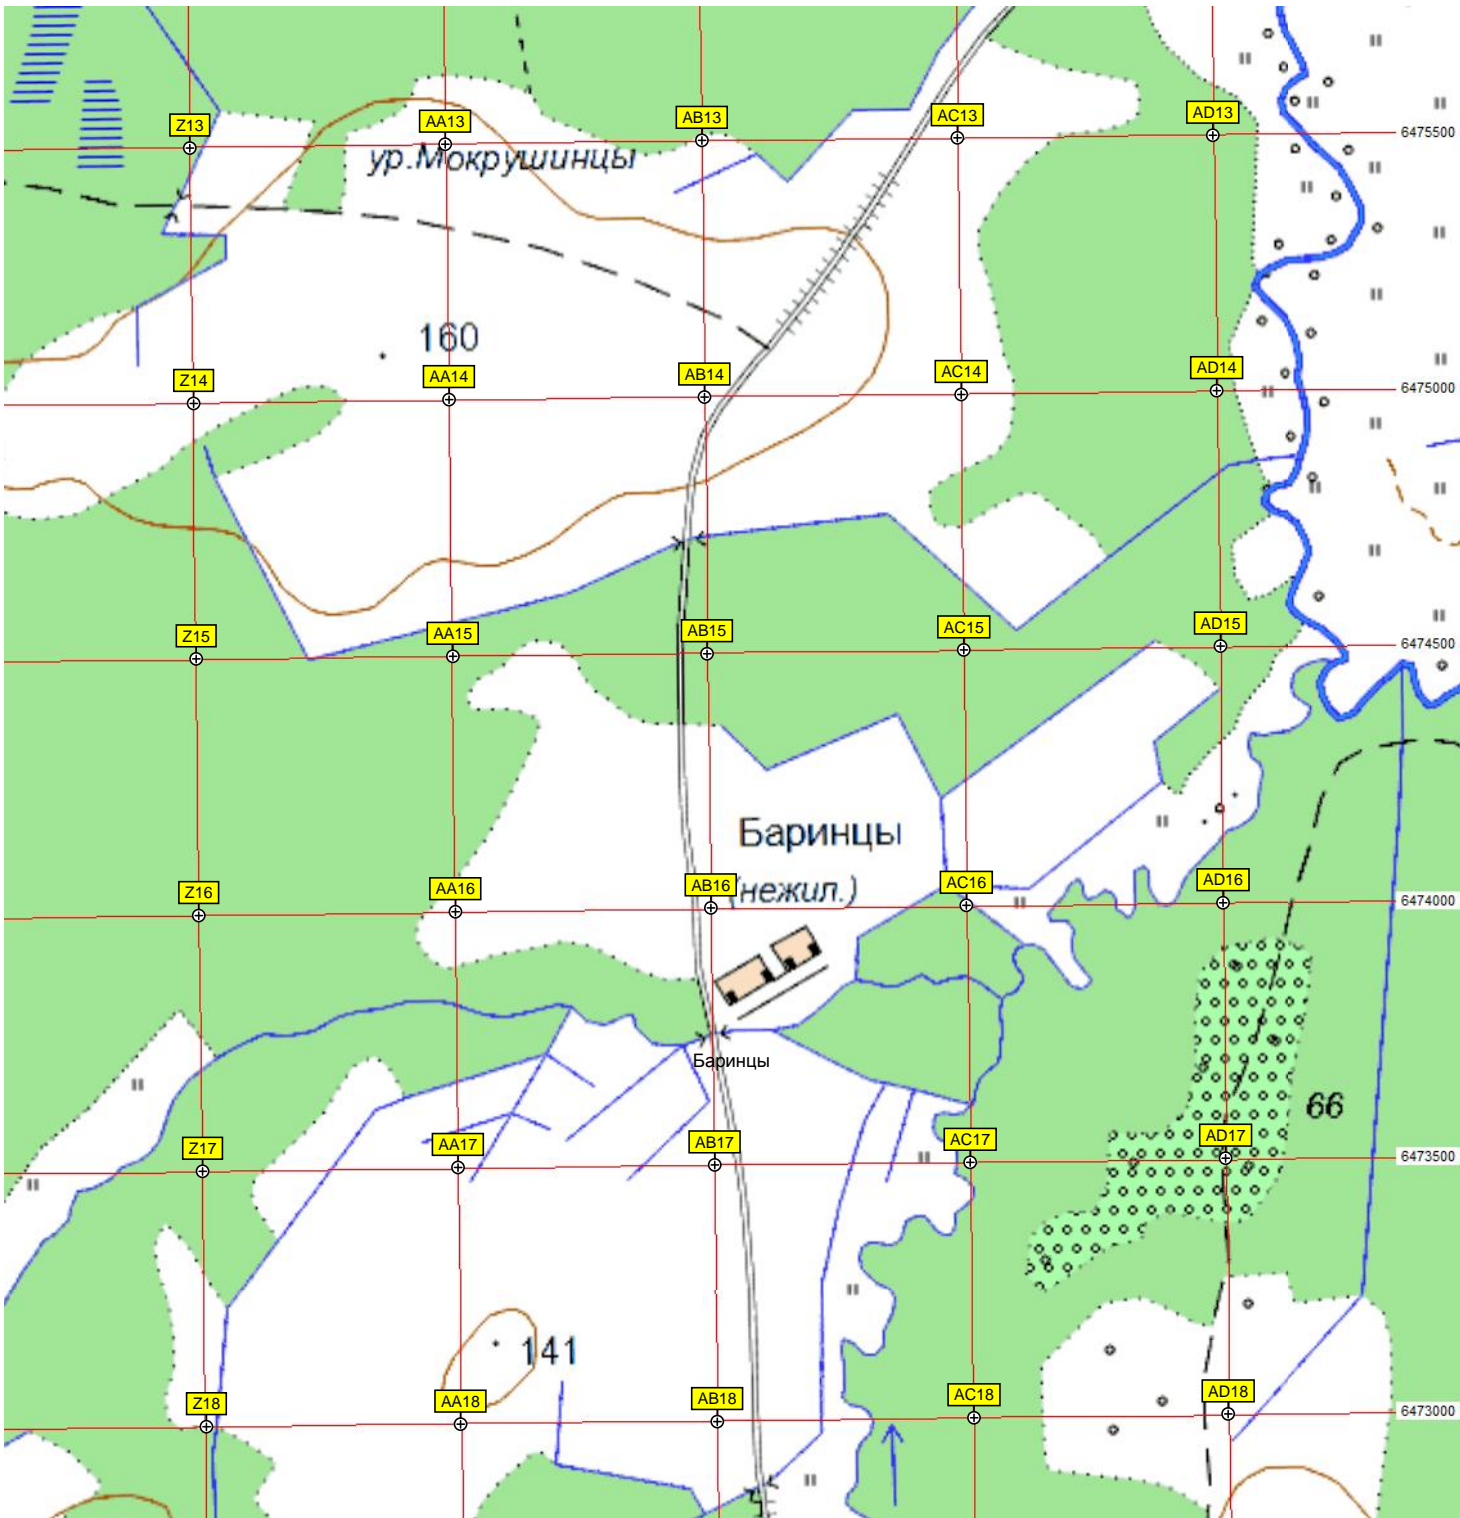 Z13
AA13
AB13
AC13
AD13
6475500
ур.Мокрушинцы
160
Z14
AA14
AB14
AC14
AD14
6475000
Z15
AA15
AB15
AC15
AD15
6474500
Баринцы
(нежил.)
Z16
AA16
AB16
AC16
AD16
6474000
Баринцы
66
Z17
AA17
AB17
AC17
AD17
6473500
141
Z18
AA18
AB18
AC18
AD18
6473000